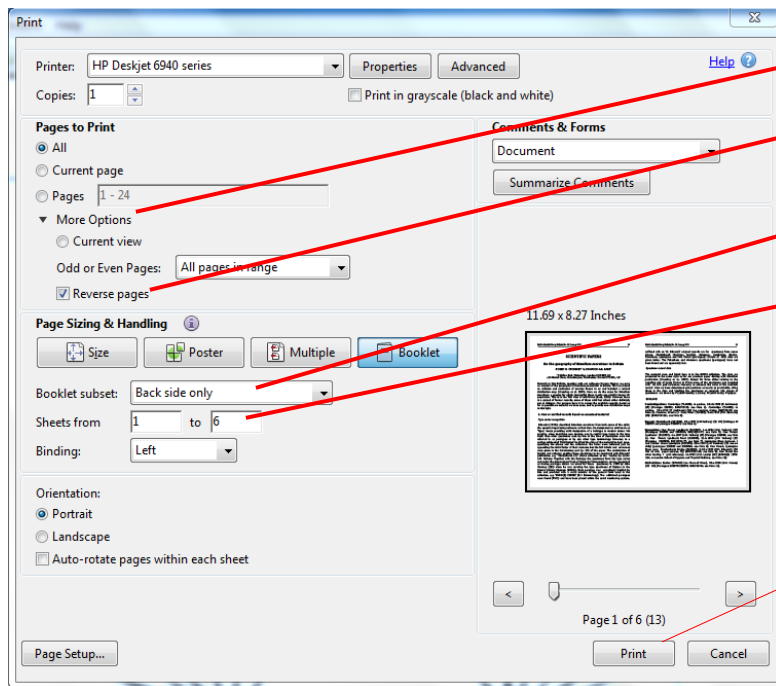 Print
Printer: HP Deskjet 6940 series Properties Advanced Help
Copies: 1 Print in grayscale (black and white)
Pages to Print
All
Current page
Pages 1 - 24
More Options
Current view
Odd or Even Pages: All pages in range
Reverse pages
Comments & Forms
Document
Summarize Comments
Page Sizing & Handling
Size Poster Multiple Booklet
Booklet subset: Back side only
Sheets from 1 to 6
Binding: Left
Orientation:
Portrait
Landscape
Auto-rotate pages within each sheet
11.69 x 8.27 Inches
SCIENTIFIC PAPERS
< >
Page 1 of 6 (13)
Page Setup... Print Cancel